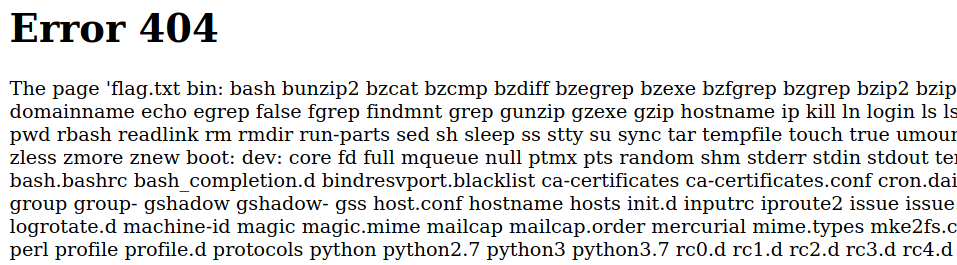 Error 404
The page 'flag.txt bin: bash bunzip2 bzcat bzcmp bzdiff bzegrep bzexe bzfgrep bzgrep bzip2 bzip
domainname echo egrep false fgrep findmnt grep gunzip gzexe gzip hostname ip kill ln login ls ls
pwd rbash readlink rm rmdir run-parts sed sh sleep ss stty su sync tar tempfile touch true umour
zless zmore znew boot: dev: core fd full mqueue null ptmx pts random shm stderr stdin stdout te
bash.bashrc bash_completion.d bindresvport.blacklist ca-certificates ca-certificates.conf cron.dai
group group- gshadow gshadow- gss host.conf hostname hosts init.d inputrc iproute2 issue issue
logrotate.d machine-id magic magic.mime mailcap mailcap.order mercurial mime.types mke2fs.c
perl profile profile.d protocols python python2.7 python3 python3.7 rc0.d rc1.d rc2.d rc3.d rc4.d